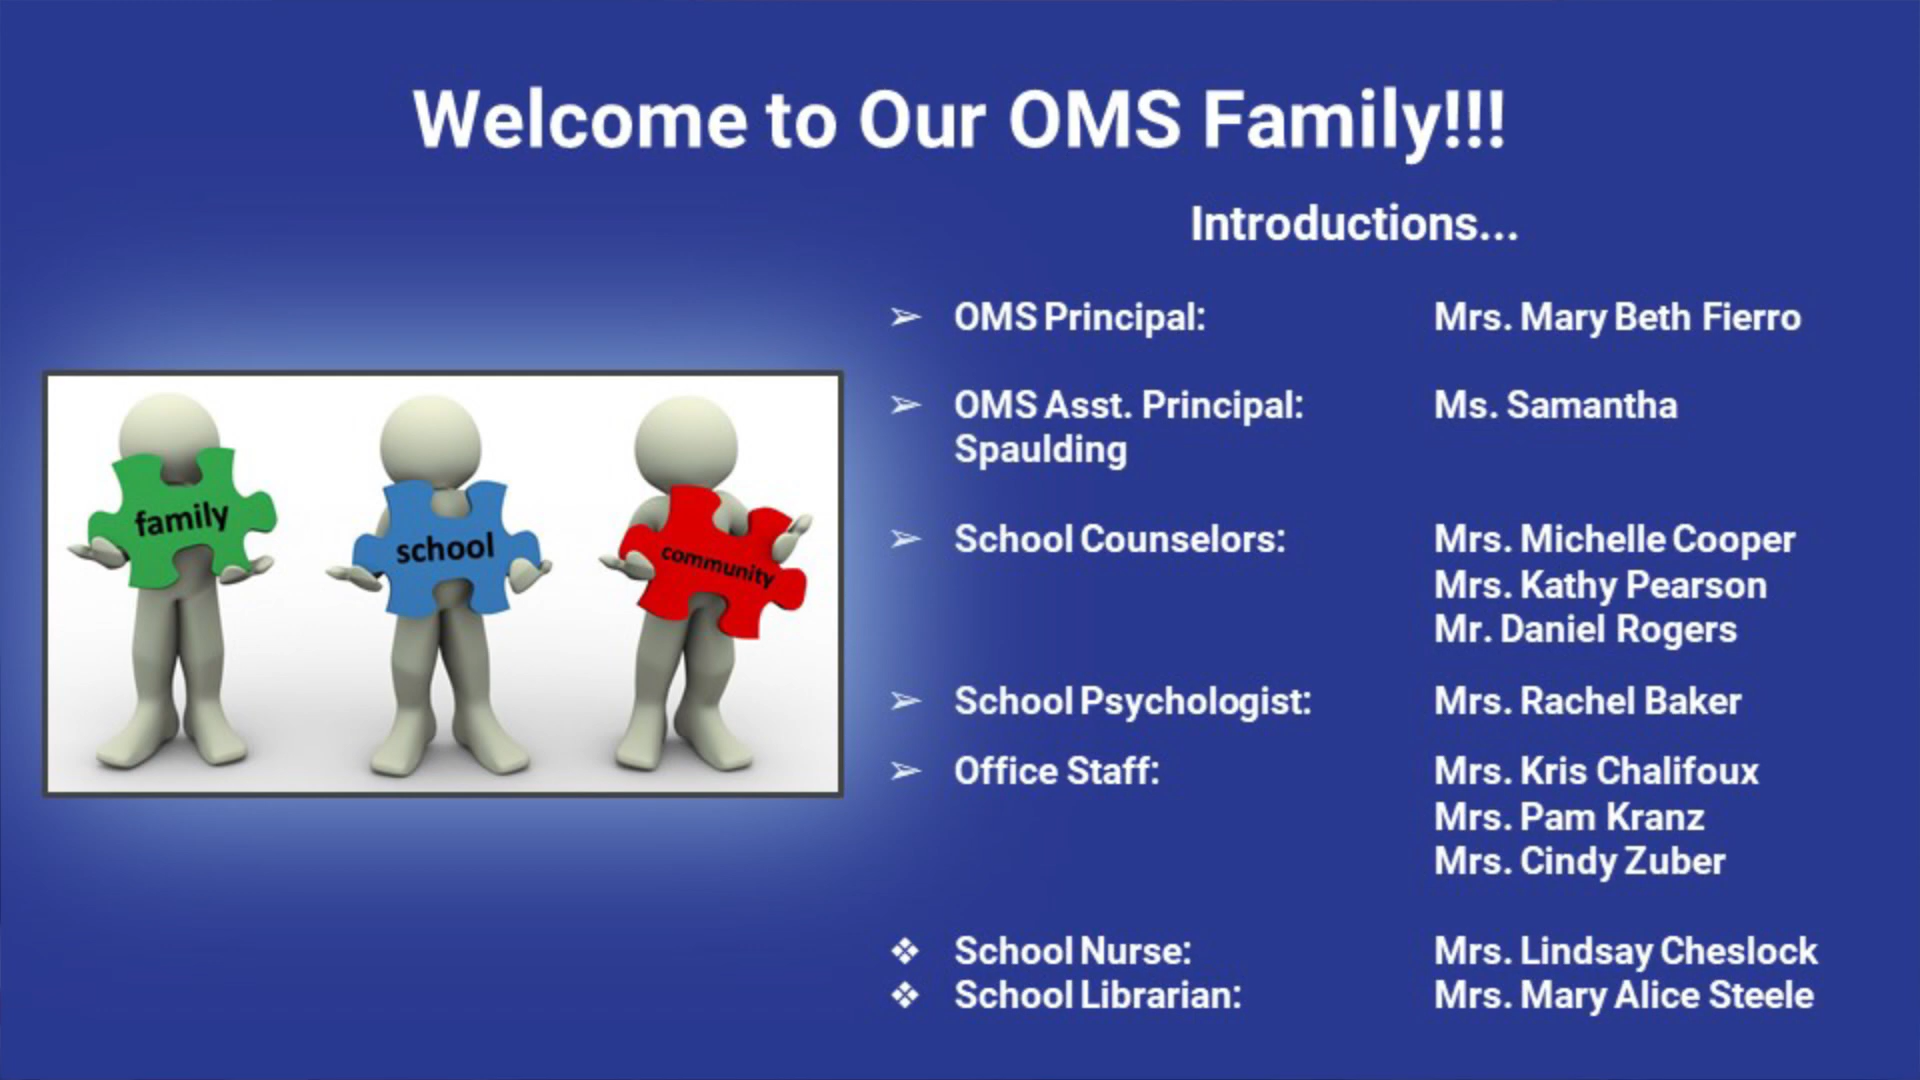 Welcome to Our OMS Family!!!
Introductions...
family
school
community
➢ OMS Principal: Mrs. Mary Beth Fierro
➢ OMS Asst. Principal: Ms. Samantha
Spaulding
➢ School Counselors: Mrs. Michelle Cooper
Mrs. Kathy Pearson
Mr. Daniel Rogers
➢ School Psychologist: Mrs. Rachel Baker
➢ Office Staff: Mrs. Kris Chalifoux
Mrs. Pam Kranz
Mrs. Cindy Zuber
❖ School Nurse: Mrs. Lindsay Cheslock
❖ School Librarian: Mrs. Mary Alice Steele